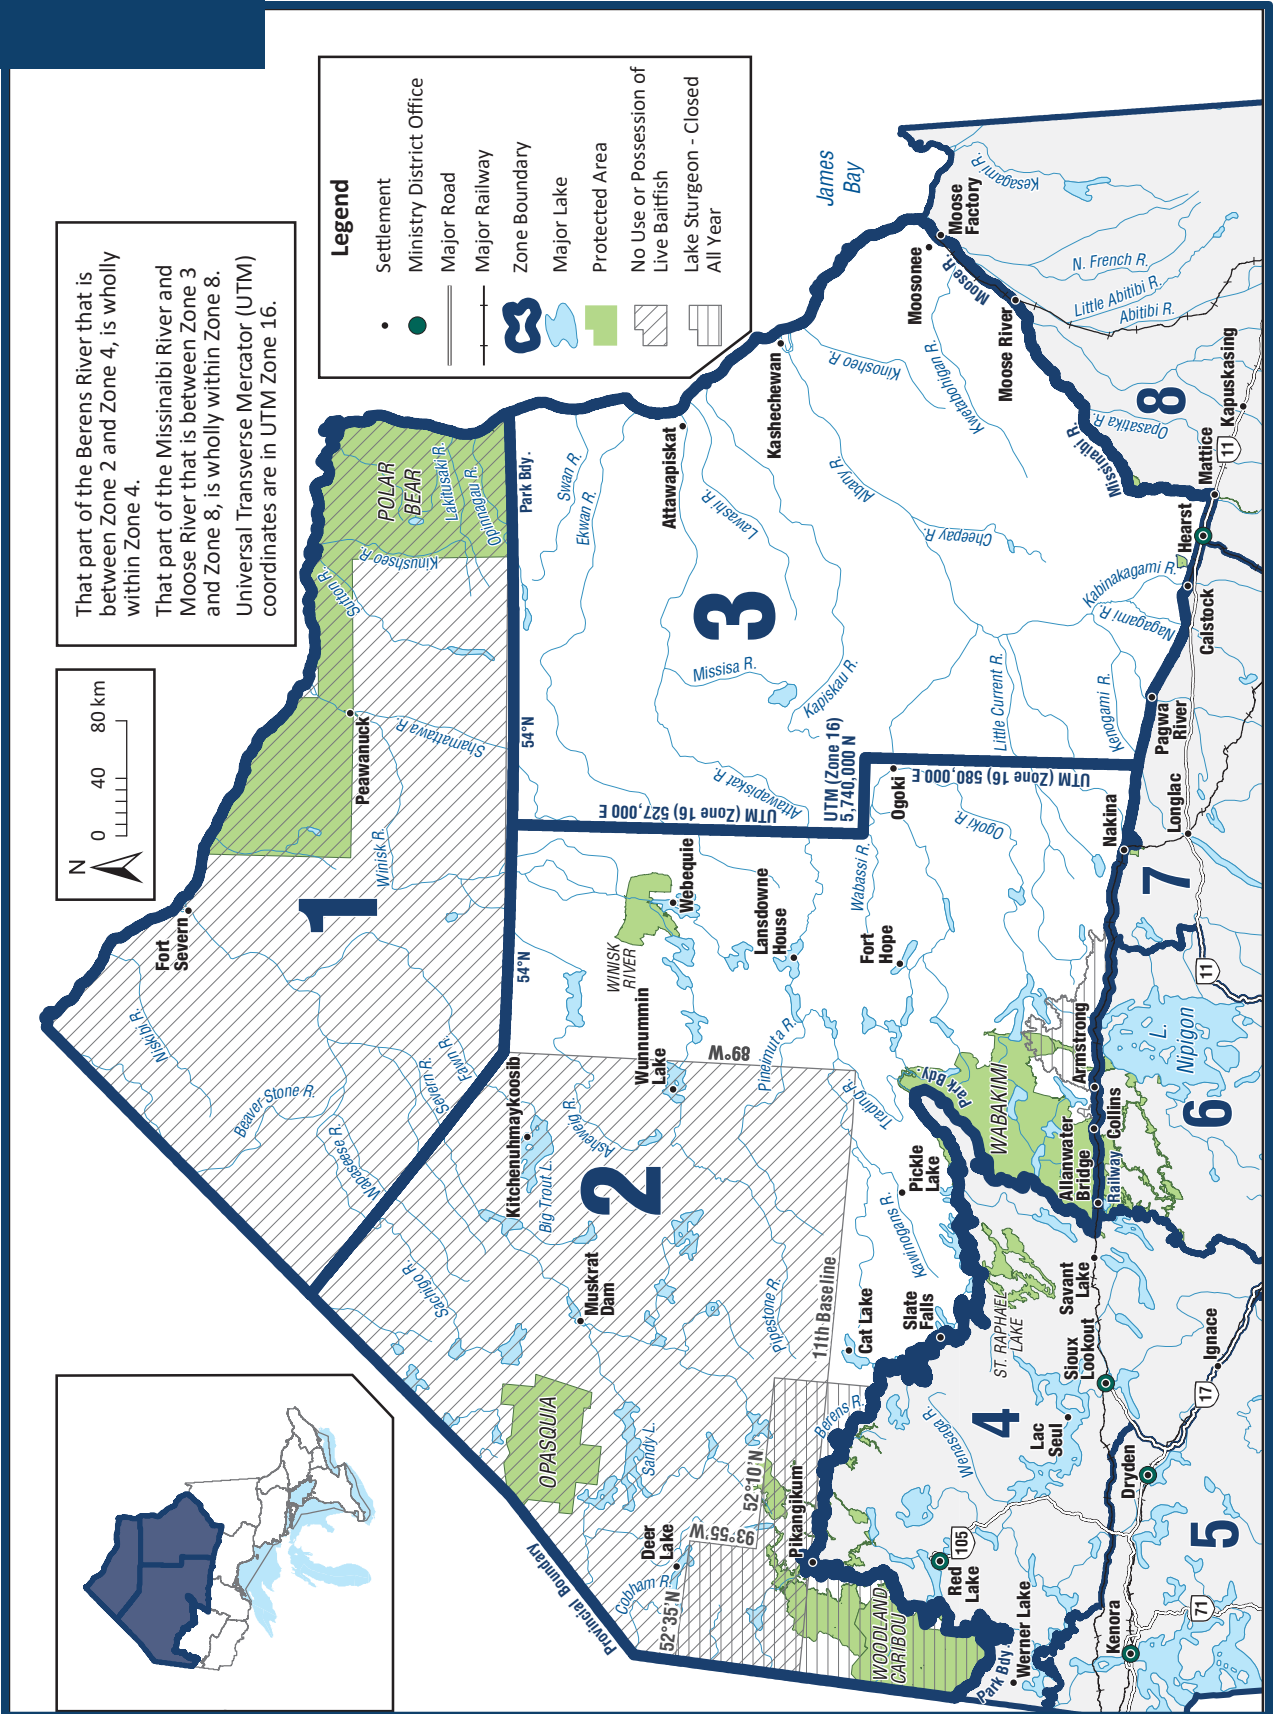 That part of the Berens River that is
between Zone 2 and Zone 4, is wholly
within Zone 4.
That part of the Missinaibi River and
Moose River that is between Zone 3
and Zone 8, is wholly within Zone 8.
Universal Transverse Mercator (UTM)
coordinates are in UTM Zone 16.
N
0 40 80 km
Legend
Settlement
Ministry District Office
Major Road
Major Railway
Zone Boundary
Major Lake
Protected Area
No Use or Possession of
Live Baitfish
Lake Sturgeon - Closed
All Year
James
Bay
1
Fort
Severn
Peawanuck
POLAR
BEAR
Niskibi R.
Beaver Stone R.
Wapaseese R.
Severn R.
Fawn R.
Winisk R.
Shamattawa R.
Sutton R.
Kinushseo R.
Lakitusaki R.
Opinnagau R.
Park Bdy.
54°N
54°N
2
Kitchenuhmaykoosib
Big Trout L.
Asheweig R.
Sachigo R.
Muskrat
Dam
Wunnummin
Lake
WINISK
RIVER
Webequie
Lansdowne
House
Fort
Hope
Ogoki
Wabassi R.
Ogoki R.
Pineimuta R.
Trading R.
89°W
OPASQUIA
Sandy L.
Pipestone R.
11th Baseline
Cat Lake
Slate
Falls
Pickle
Lake
Kawinogans R.
Deer
Lake
Cobham R.
52°35'N
93°55'W
52°10'N
Pikangikum
Berens R.
Provincial Boundary
WOODLAND
CARIBOU
Park Bdy.
3
Swan R.
Ekwan R.
Attawapiskat
Lawashi R.
Missisa R.
Kapiskau R.
Attawapiskat R.
UTM (Zone 16) 527,000 E
UTM (Zone 16)
5,740,000 N
UTM (Zone 16) 580,000 E
Kashechewan
Albany R.
Cheepay R.
Kinosheo R.
Kwetabohigan R.
Little Current R.
Kenogami R.
Nagagami R.
Kabinakagami R.
Moosonee
Moose
Factory
Moose R.
Moose River
Missinaibi R.
Kesagami R.
N. French R.
Little Abitibi R.
Abitibi R.
8
Opasatika R.
Kapuskasing
11
Mattice
Hearst
Calstock
Pagwa
River
Longlac
Nakina
7
11
L.
Nipigon
6
WABAKIMI
Park Bdy.
Armstrong
Collins
Allanwater
Bridge
Railway
Savant
Lake
ST. RAPHAEL
LAKE
Sioux
Lookout
Ignace
17
4
Lac
Seul
Wenasaga R.
Dryden
5
105
Red
Lake
Werner Lake
Kenora
71